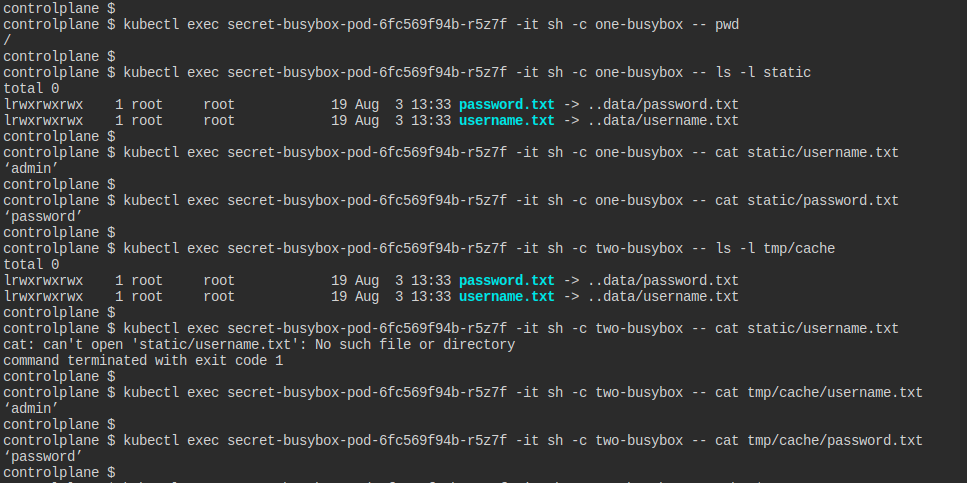 controlplane $
controlplane $ kubectl exec secret-busybox-pod-6fc569f94b-r5z7f -it sh -c one-busybox -- pwd
/
controlplane $
controlplane $ kubectl exec secret-busybox-pod-6fc569f94b-r5z7f -it sh -c one-busybox -- ls -l static
total 0
lrwxrwxrwx    1 root     root            19 Aug  3 13:33 password.txt -> ..data/password.txt
lrwxrwxrwx    1 root     root            19 Aug  3 13:33 username.txt -> ..data/username.txt
controlplane $
controlplane $ kubectl exec secret-busybox-pod-6fc569f94b-r5z7f -it sh -c one-busybox -- cat static/username.txt
‘admin’
controlplane $
controlplane $ kubectl exec secret-busybox-pod-6fc569f94b-r5z7f -it sh -c one-busybox -- cat static/password.txt
‘password’
controlplane $
controlplane $ kubectl exec secret-busybox-pod-6fc569f94b-r5z7f -it sh -c two-busybox -- ls -l tmp/cache
total 0
lrwxrwxrwx    1 root     root            19 Aug  3 13:33 password.txt -> ..data/password.txt
lrwxrwxrwx    1 root     root            19 Aug  3 13:33 username.txt -> ..data/username.txt
controlplane $
controlplane $ kubectl exec secret-busybox-pod-6fc569f94b-r5z7f -it sh -c two-busybox -- cat static/username.txt
cat: can't open 'static/username.txt': No such file or directory
command terminated with exit code 1
controlplane $
controlplane $ kubectl exec secret-busybox-pod-6fc569f94b-r5z7f -it sh -c two-busybox -- cat tmp/cache/username.txt
‘admin’
controlplane $
controlplane $ kubectl exec secret-busybox-pod-6fc569f94b-r5z7f -it sh -c two-busybox -- cat tmp/cache/password.txt
‘password’
controlplane $